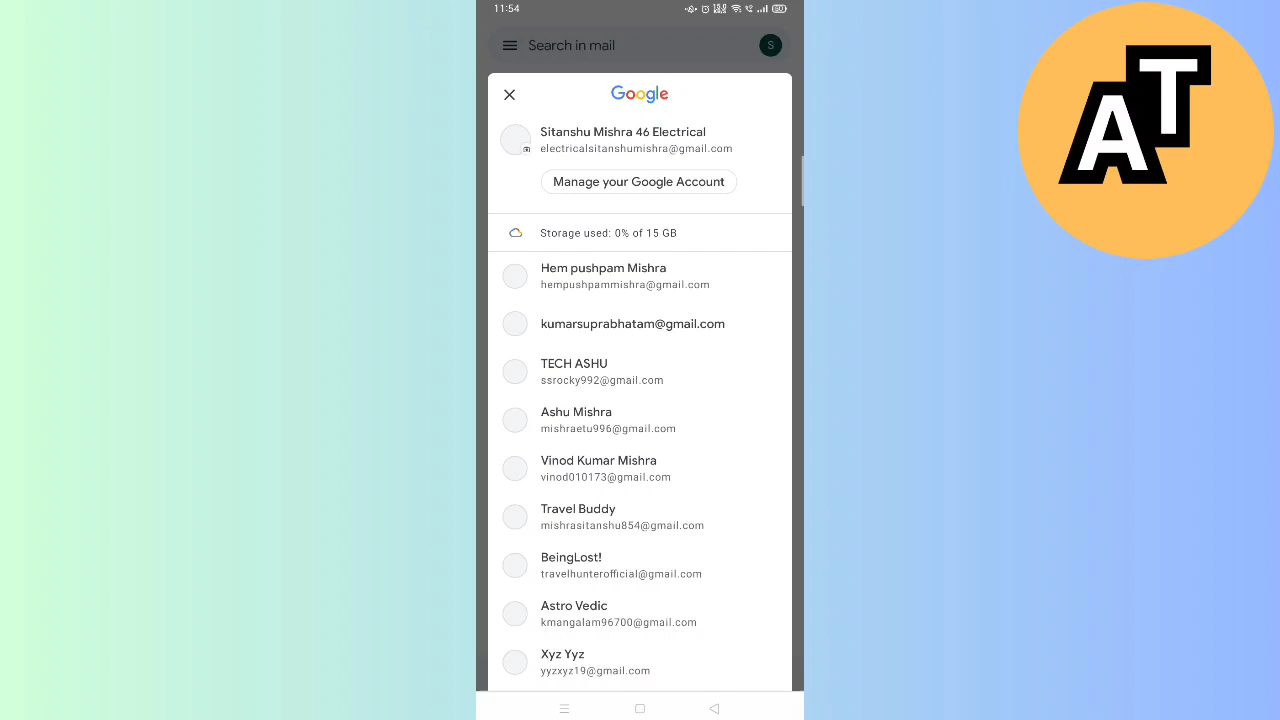 11:54
Search in mail
S
Google
Sitanshu Mishra 46 Electrical
electricalsitanshumishra@gmail.com
Manage your Google Account
Storage used: 0% of 15 GB
Hem pushpam Mishra
hempushpammishra@gmail.com
kumarsuprabhatam@gmail.com
TECH ASHU
ssrocky992@gmail.com
Ashu Mishra
mishraetu996@gmail.com
Vinod Kumar Mishra
vinod010173@gmail.com
Travel Buddy
mishrasitanshu854@gmail.com
BeingLost!
travelhunterofficial@gmail.com
Astro Vedic
kmangalam96700@gmail.com
Xyz Yyz
yyzxyz19@gmail.com
AT